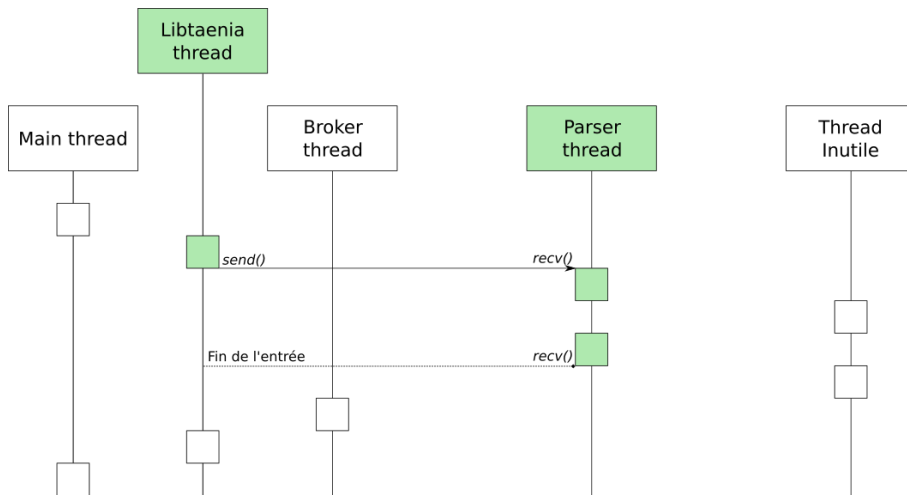 Libtaenia
thread
Main thread
Broker
thread
Parser
thread
Thread
Inutile
send()
recv()
Fin de l'entrée
recv()